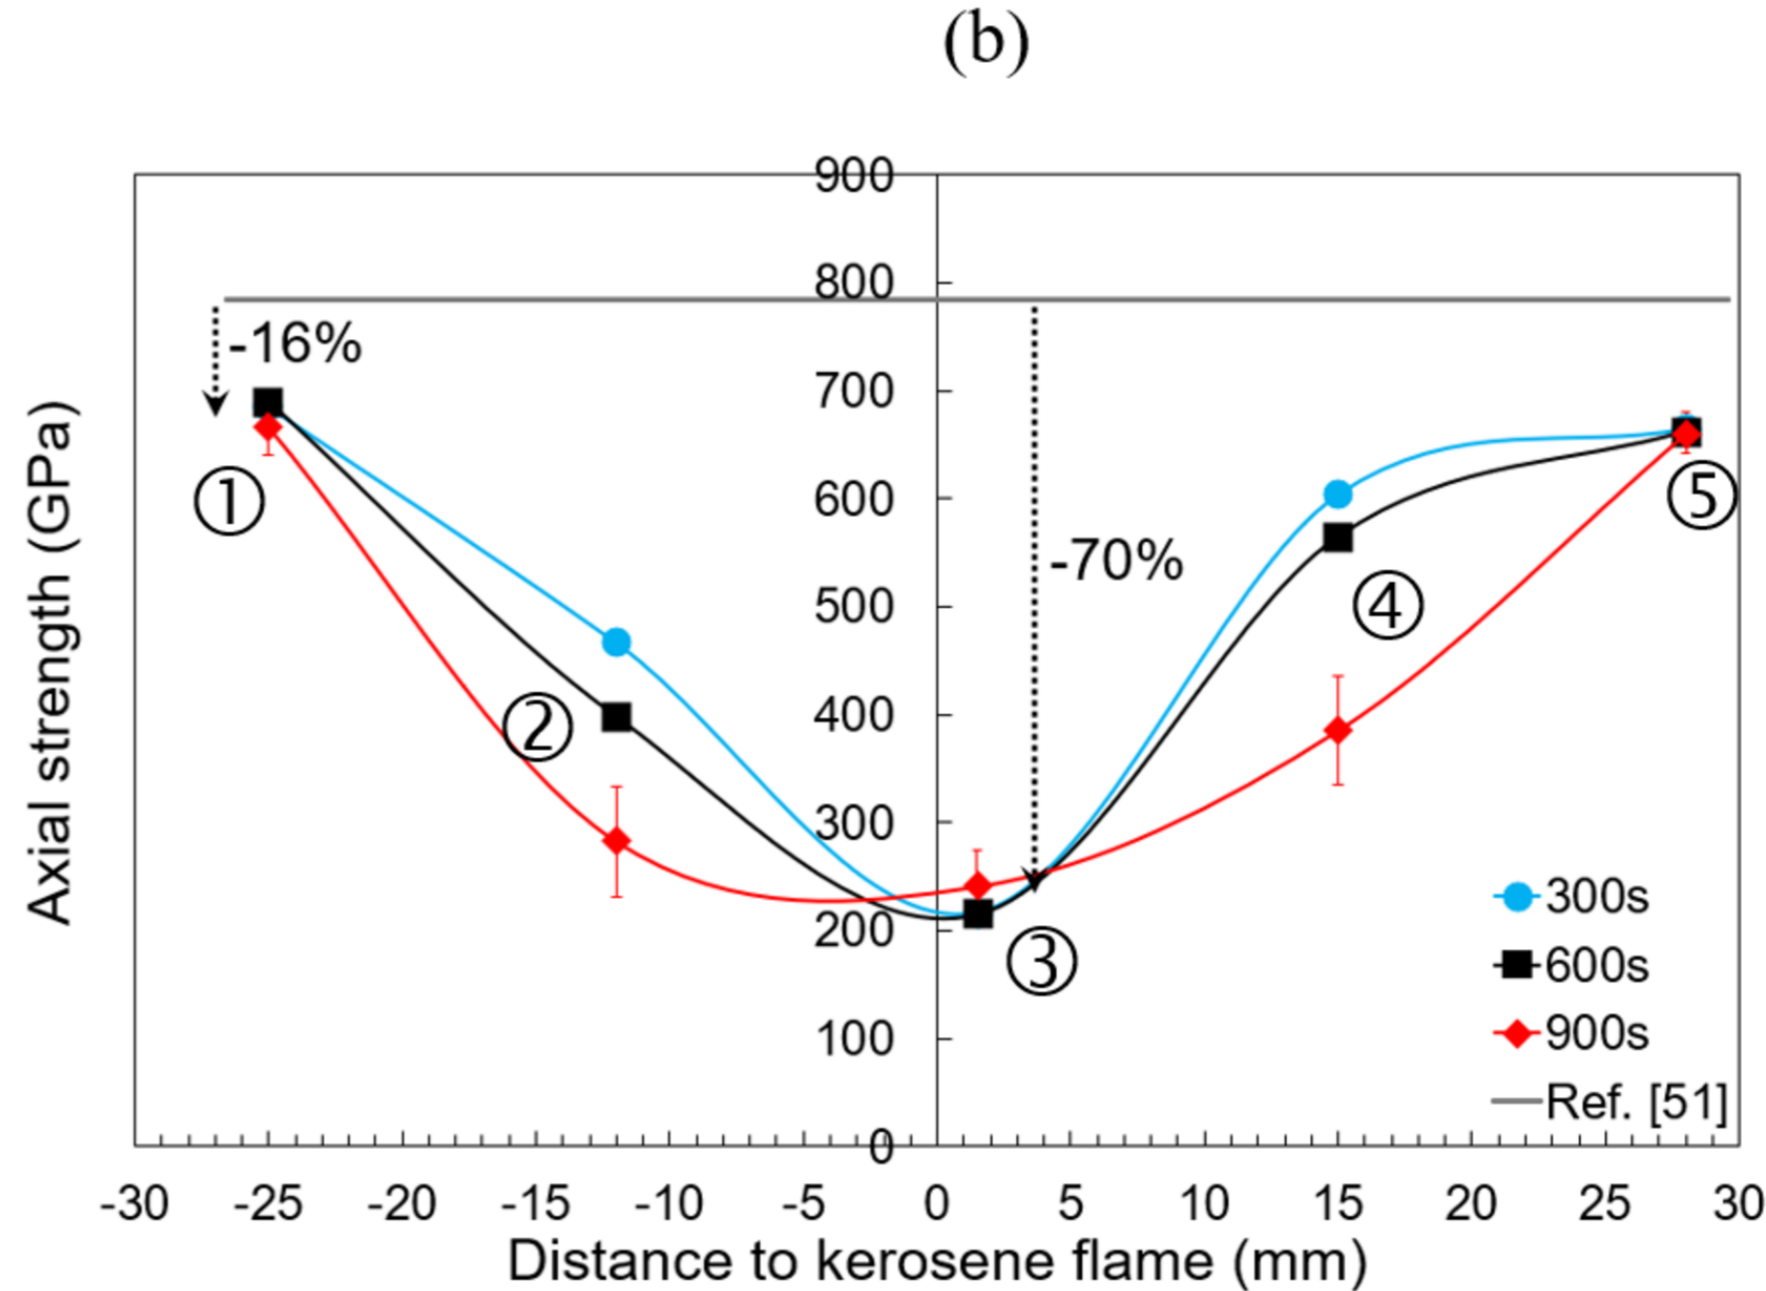 (b)
Axial strength (GPa)
900
800
700
600
500
400
300
200
100
0
-16%
-70%
①
②
③
④
⑤
300s
600s
900s
Ref. [51]
-30 -25 -20 -15 -10 -5 0 5 10 15 20 25 30
Distance to kerosene flame (mm)